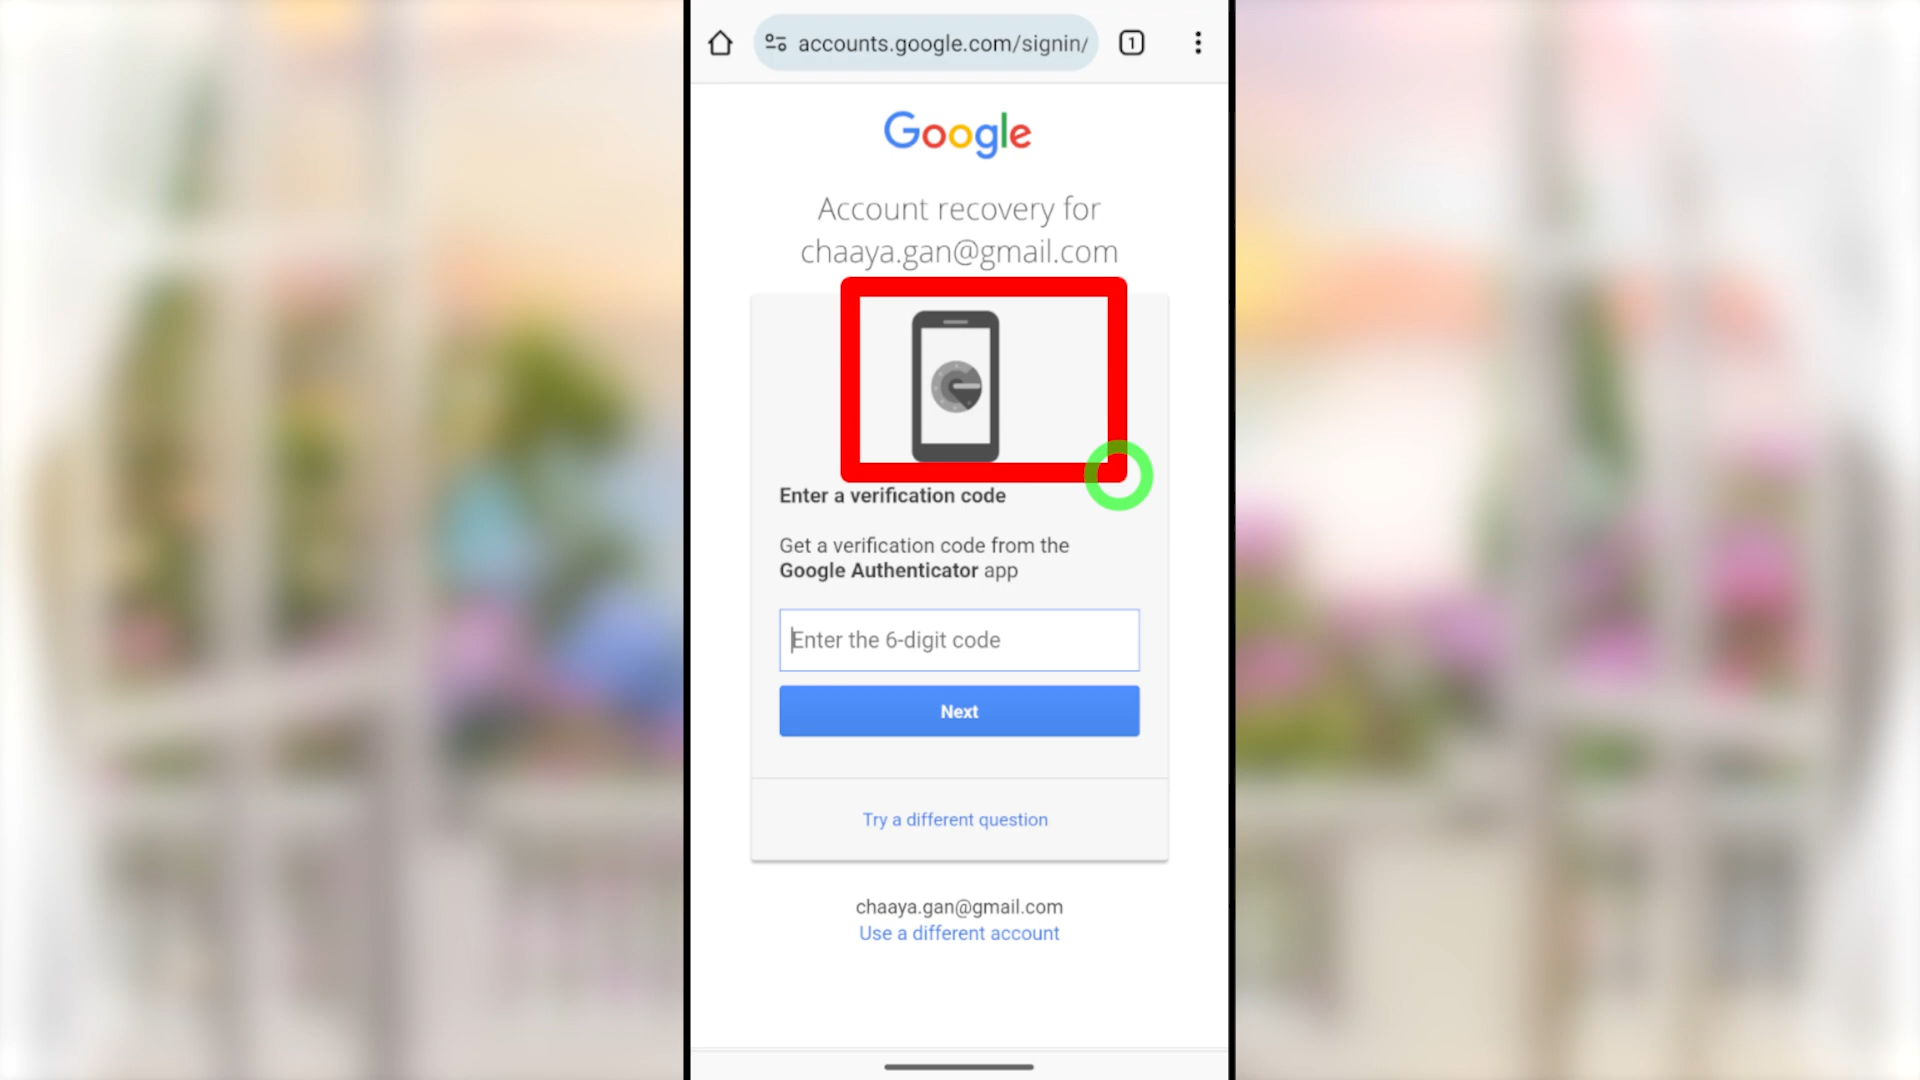 accounts.google.com/signin/
1
Google
Account recovery for
chaaya.gan@gmail.com
Enter a verification code
Get a verification code from the
Google Authenticator app
Enter the 6-digit code
Next
Try a different question
chaaya.gan@gmail.com
Use a different account